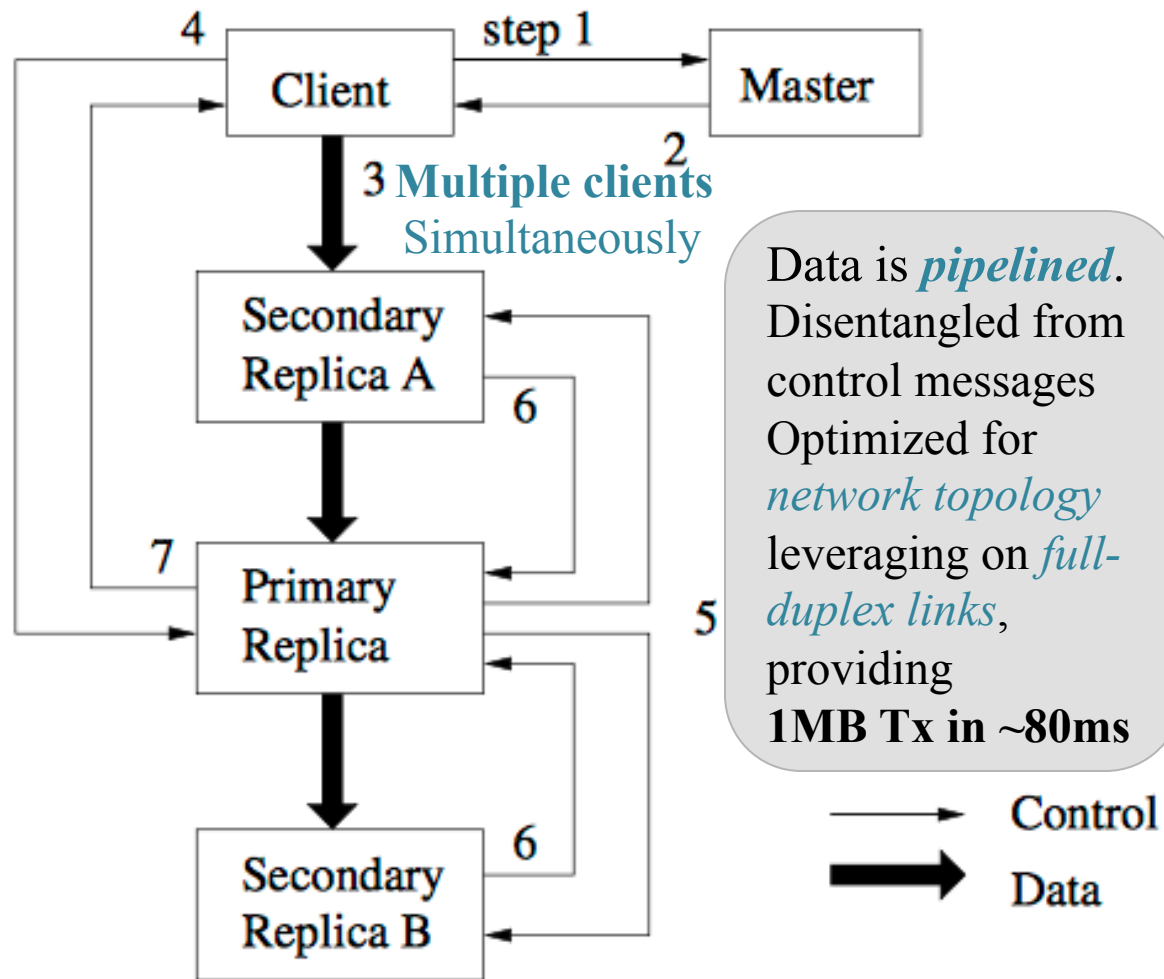 4
step 1
Client
Master
2
3 Multiple clients
Simultaneously
Secondary
Replica A
6
7
Primary
Replica
5
Secondary
Replica B
6
Data is pipelined.
Disentangled from
control messages
Optimized for
network topology
leveraging on full-
duplex links,
providing
1MB Tx in ~80ms
Control
Data